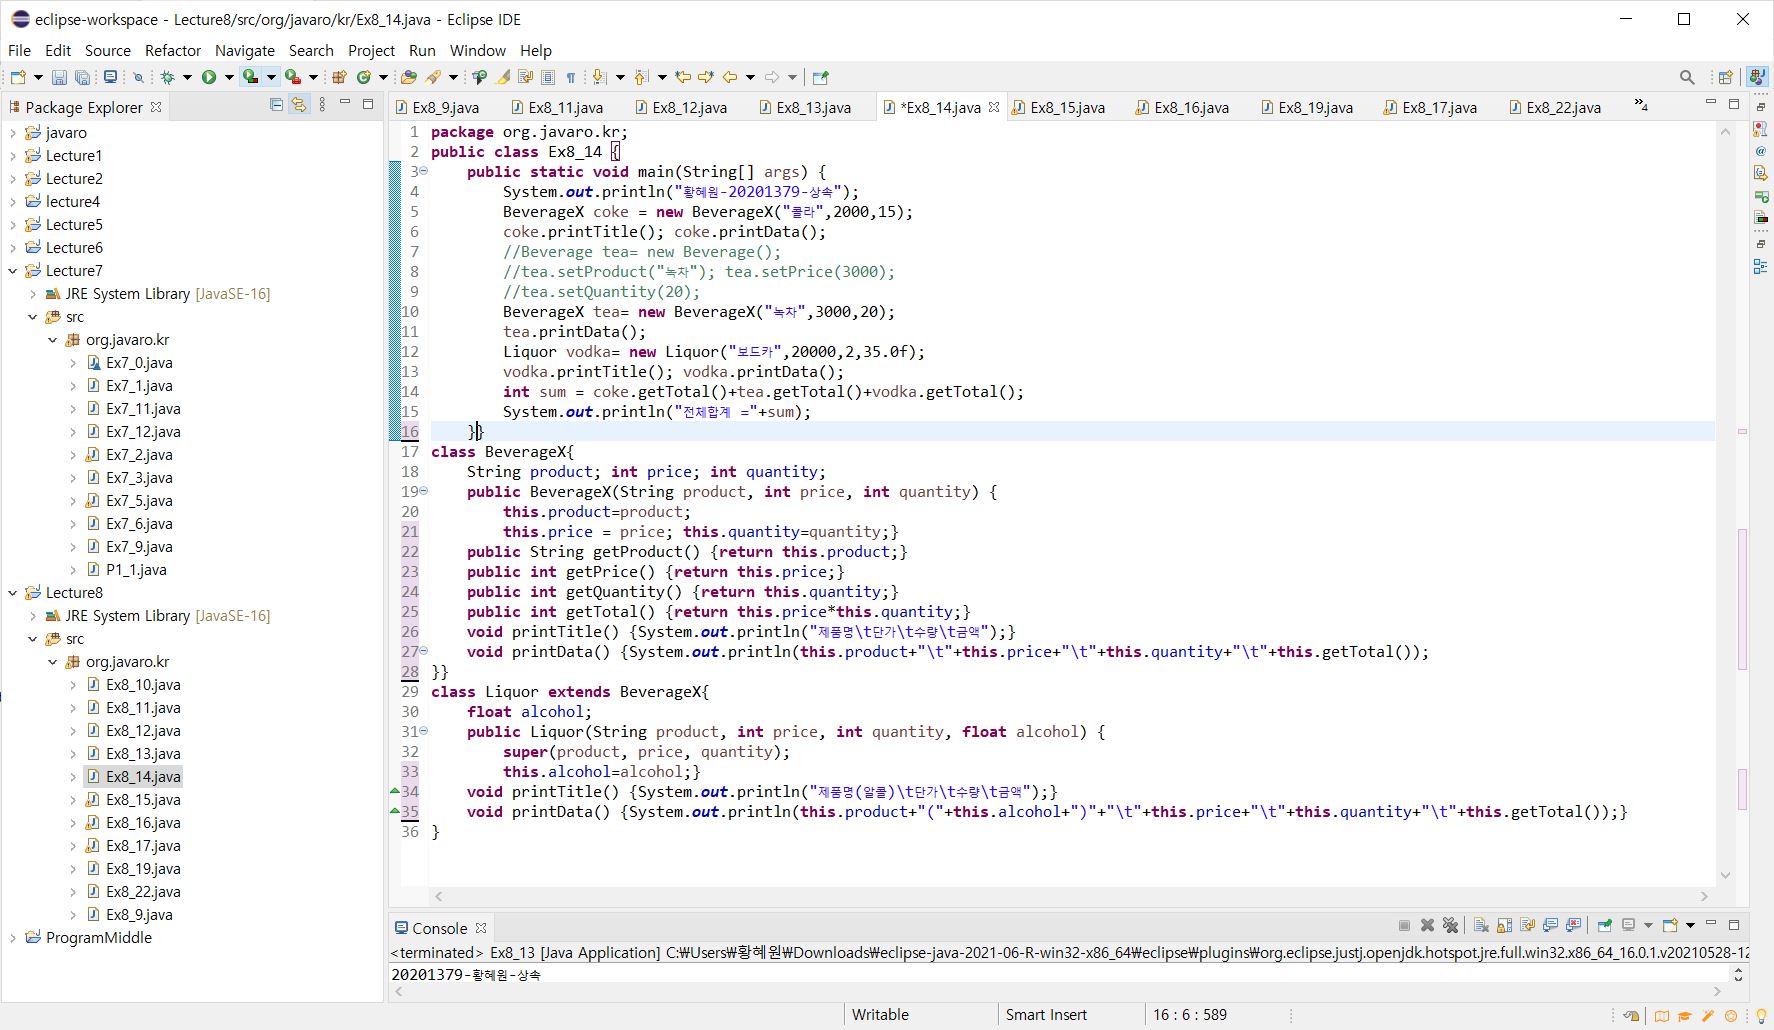 eclipse-workspace - Lecture8/src/org/javaro/kr/Ex8_14.java - Eclipse IDE
File Edit Source Refactor Navigate Search Project Run Window Help
Package Explorer
javaro
Lecture1
Lecture2
lecture4
Lecture5
Lecture6
Lecture7
JRE System Library [JavaSE-16]
src
org.javaro.kr
Ex7_0.java
Ex7_1.java
Ex7_11.java
Ex7_12.java
Ex7_2.java
Ex7_3.java
Ex7_5.java
Ex7_6.java
Ex7_9.java
P1_1.java
Lecture8
JRE System Library [JavaSE-16]
src
org.javaro.kr
Ex8_10.java
Ex8_11.java
Ex8_12.java
Ex8_13.java
Ex8_14.java
Ex8_15.java
Ex8_16.java
Ex8_17.java
Ex8_19.java
Ex8_22.java
Ex8_9.java
ProgramMiddle
Ex8_9.java Ex8_11.java Ex8_12.java Ex8_13.java *Ex8_14.java Ex8_15.java Ex8_16.java Ex8_19.java Ex8_17.java Ex8_22.java »4
1 package org.javaro.kr;
2 public class Ex8_14 {
3 public static void main(String[] args) {
4 System.out.println("황혜원-20201379-상속");
5 BeverageX coke = new BeverageX("콜라",2000,15);
6 coke.printTitle(); coke.printData();
7 //Beverage tea= new Beverage();
8 //tea.setProduct("녹차"); tea.setPrice(3000);
9 //tea.setQuantity(20);
10 BeverageX tea= new BeverageX("녹차",3000,20);
11 tea.printData();
12 Liquor vodka= new Liquor("보드카",20000,2,35.0f);
13 vodka.printTitle(); vodka.printData();
14 int sum = coke.getTotal()+tea.getTotal()+vodka.getTotal();
15 System.out.println("전체합계 ="+sum);
16 }}
17 class BeverageX{
18 String product; int price; int quantity;
19 public BeverageX(String product, int price, int quantity) {
20 this.product=product;
21 this.price = price; this.quantity=quantity;}
22 public String getProduct() {return this.product;}
23 public int getPrice() {return this.price;}
24 public int getQuantity() {return this.quantity;}
25 public int getTotal() {return this.price*this.quantity;}
26 void printTitle() {System.out.println("제품명\t단가\t수량\t금액");}
27 void printData() {System.out.println(this.product+"\t"+this.price+"\t"+this.quantity+"\t"+this.getTotal());
28 }}
29 class Liquor extends BeverageX{
30 float alcohol;
31 public Liquor(String product, int price, int quantity, float alcohol) {
32 super(product, price, quantity);
33 this.alcohol=alcohol;}
34 void printTitle() {System.out.println("제품명(알콜)\t단가\t수량\t금액");}
35 void printData() {System.out.println(this.product+"("+this.alcohol+")"+"\t"+this.price+"\t"+this.quantity+"\t"+this.getTotal());}
36 }
Console
<terminated> Ex8_13 [Java Application] C:₩Users₩황혜원₩Downloads₩eclipse-java-2021-06-R-win32-x86_64₩eclipse₩plugins₩org.eclipse.justj.openjdk.hotspot.jre.full.win32.x86_64_16.0.1.v20210528-12
20201379-황혜원-상속
Writable Smart Insert 16 : 6 : 589